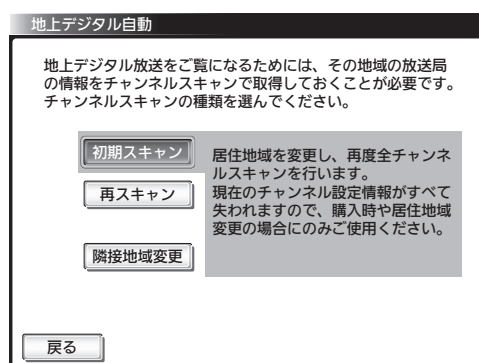 地上デジタル自動
地上デジタル放送をご覧になるためには、その地域の放送局
の情報をチャンネルスキャンで取得しておくことが必要です。
チャンネルスキャンの種類を選んでください。
初期スキャン
再スキャン
隣接地域変更
居住地域を変更し、再度全チャンネ
ルスキャンを行います。
現在のチャンネル設定情報がすべて
失われますので、購入時や居住地域
変更の場合にのみご使用ください。
戻る